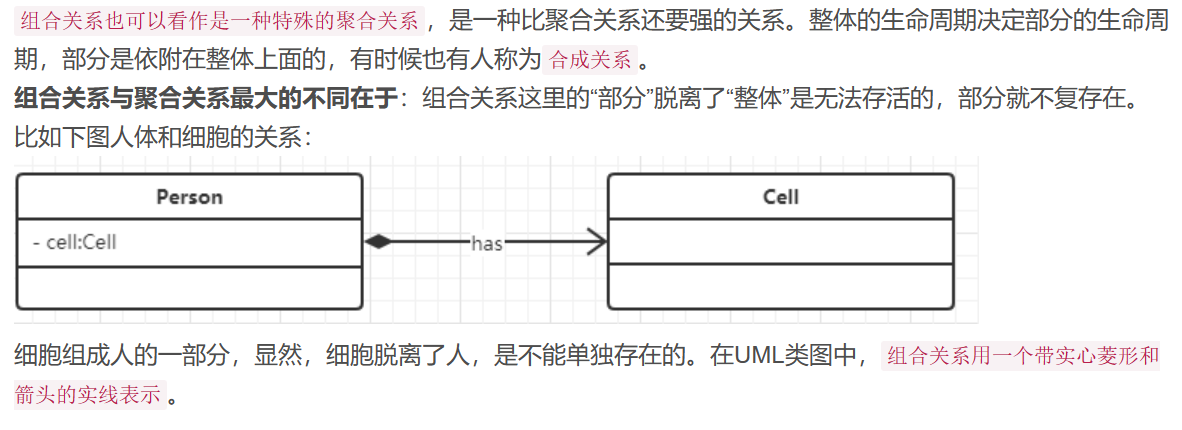 组合关系也可以看作是一种特殊的聚合关系，是一种比聚合关系还要强的关系。整体的生命周期决定部分的生命周
期，部分是依附在整体上面的，有时候也有人称为 合成关系 。
组合关系与聚合关系最大的不同在于：组合关系这里的“部分”脱离了“整体”是无法存活的，部分就不复存在。
比如下图人体和细胞的关系：
Person
Cell
- cell:Cell
has
细胞组成人的一部分，显然，细胞脱离了人，是不能单独存在的。在UML类图中，组合关系用一个带实心菱形和
箭头的实线表示 。